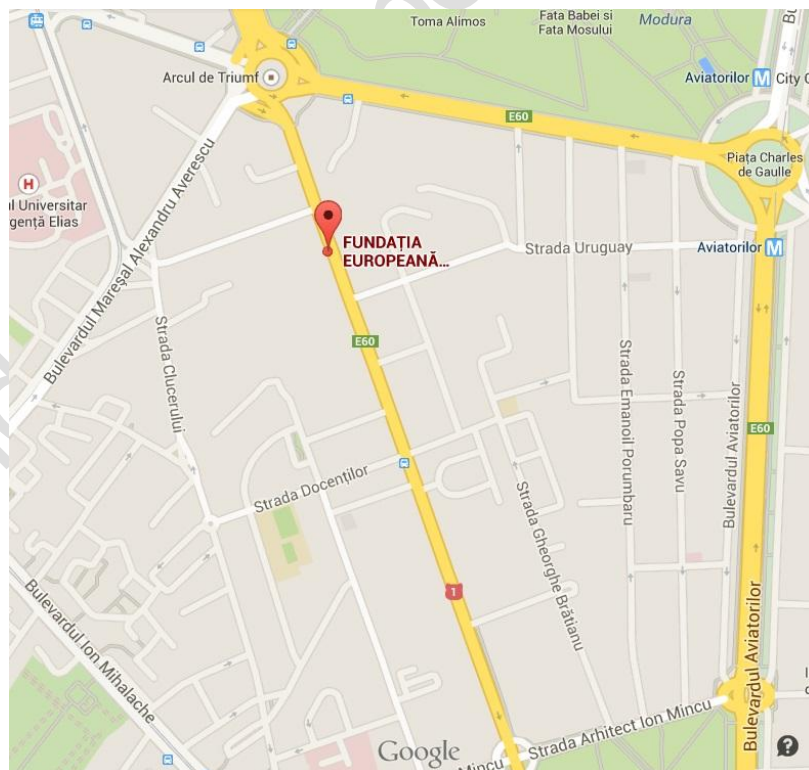 Toma Alimos
Fata Babei si
Fata Mosului
Modura
Arcul de Triumf
Aviatorilor M
City
E60
Piața Charles
de Gaulle
Bulevardul Mareșal Alexandru Averescu
H
Universitar
Elias
FUNDAȚIA
EUROPEANĂ...
Strada Uruguay
Aviatorilor M
E60
Strada Clucerului
Strada Emanoil Porumbaru
Strada Popa Savu
Bulevardul Aviatorilor
E60
Strada Docenților
Strada Gheorghe Brătianu
1
Bulevardul Ion Mihalache
Bulevardul Aviatorilor
Strada Arhitect Ion Mincu
Mincu
Google
?